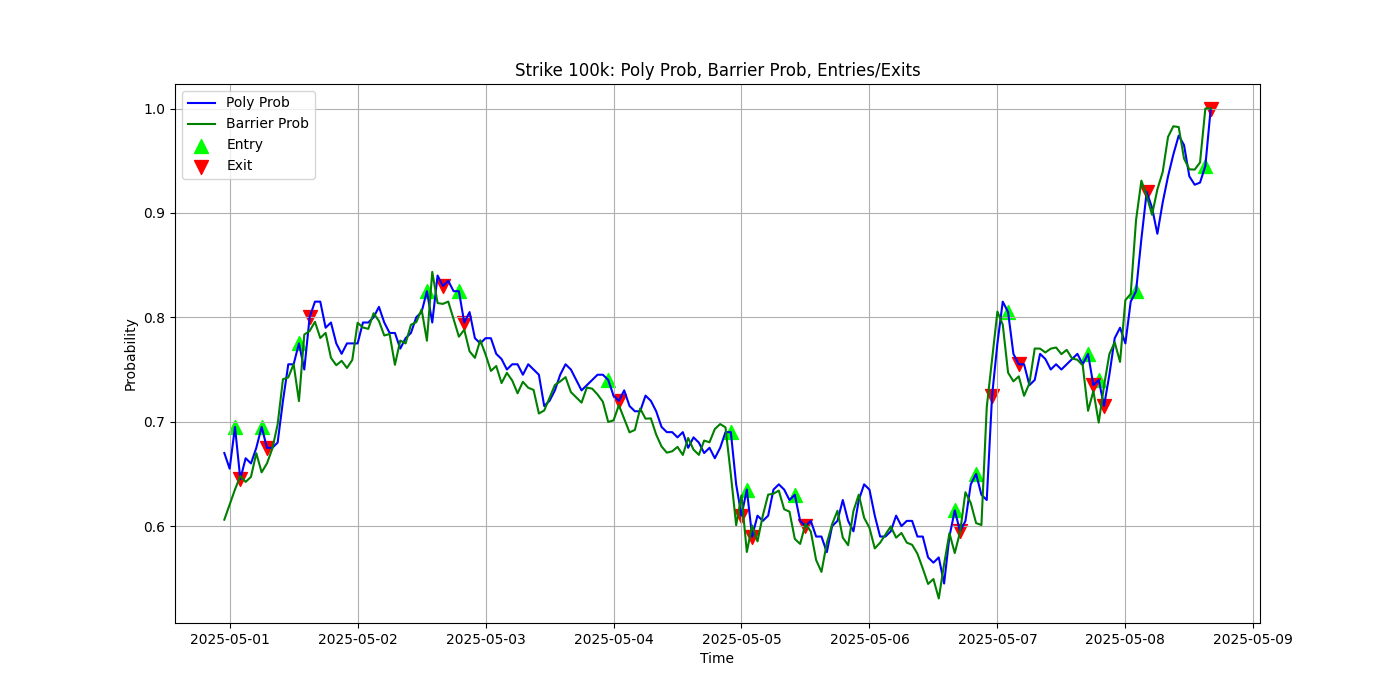 Strike 100k: Poly Prob, Barrier Prob, Entries/Exits
Poly Prob
Barrier Prob
Entry
Exit
Probability
1.0
0.9
0.8
0.7
0.6
2025-05-01 2025-05-02 2025-05-03 2025-05-04 2025-05-05 2025-05-06 2025-05-07 2025-05-08 2025-05-09
Time